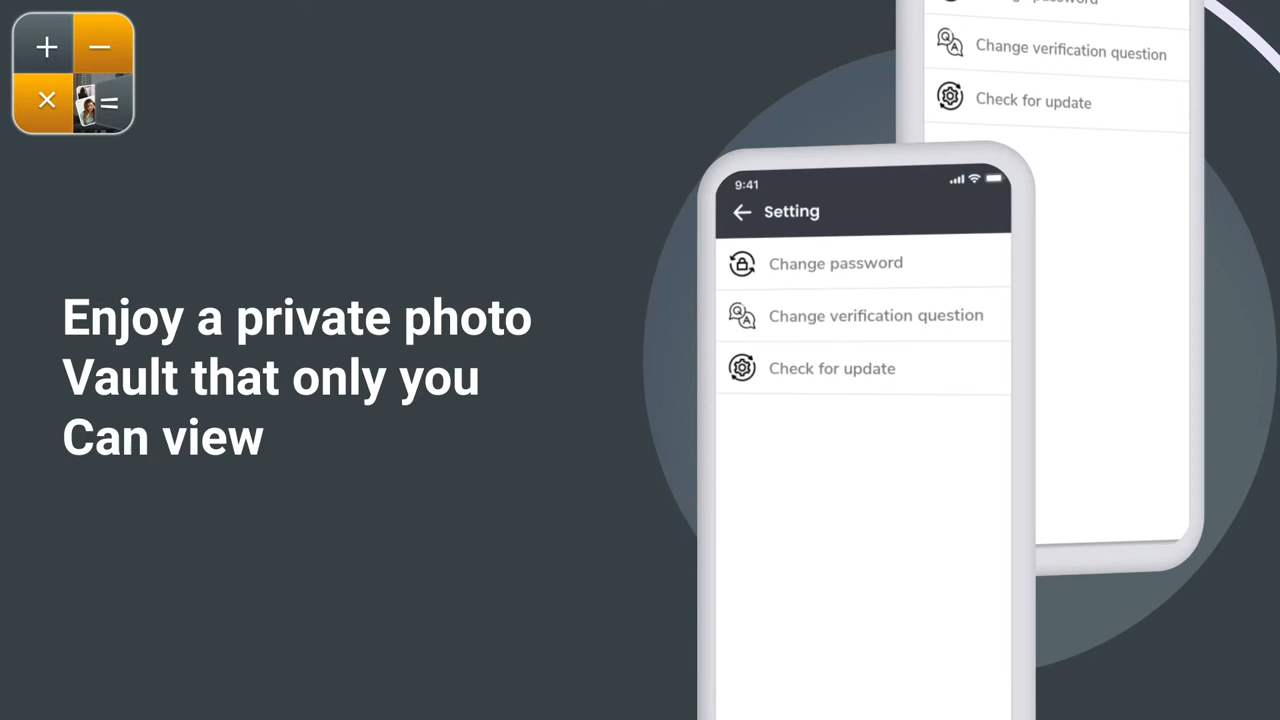 + −
× =
Enjoy a private photo
Vault that only you
Can view
Change verification question
Check for update
9:41
Setting
Change password
Change verification question
Check for update